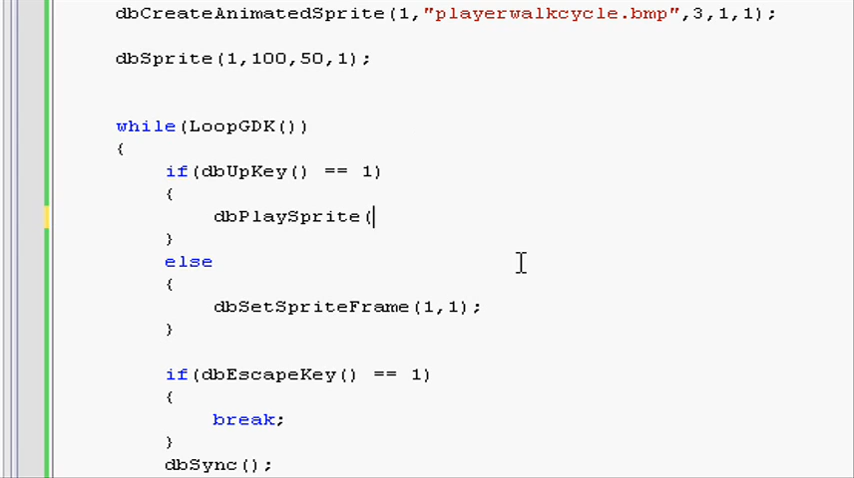 dbCreateAnimatedSprite(1,"playerwalkcycle.bmp",3,1,1);
dbSprite(1,100,50,1);
while(LoopGDK())
{
if(dbUpKey() == 1)
{
dbPlaySprite(
}
else
{
dbSetSpriteFrame(1,1);
}
if(dbEscapeKey() == 1)
{
break;
}
dbSync();